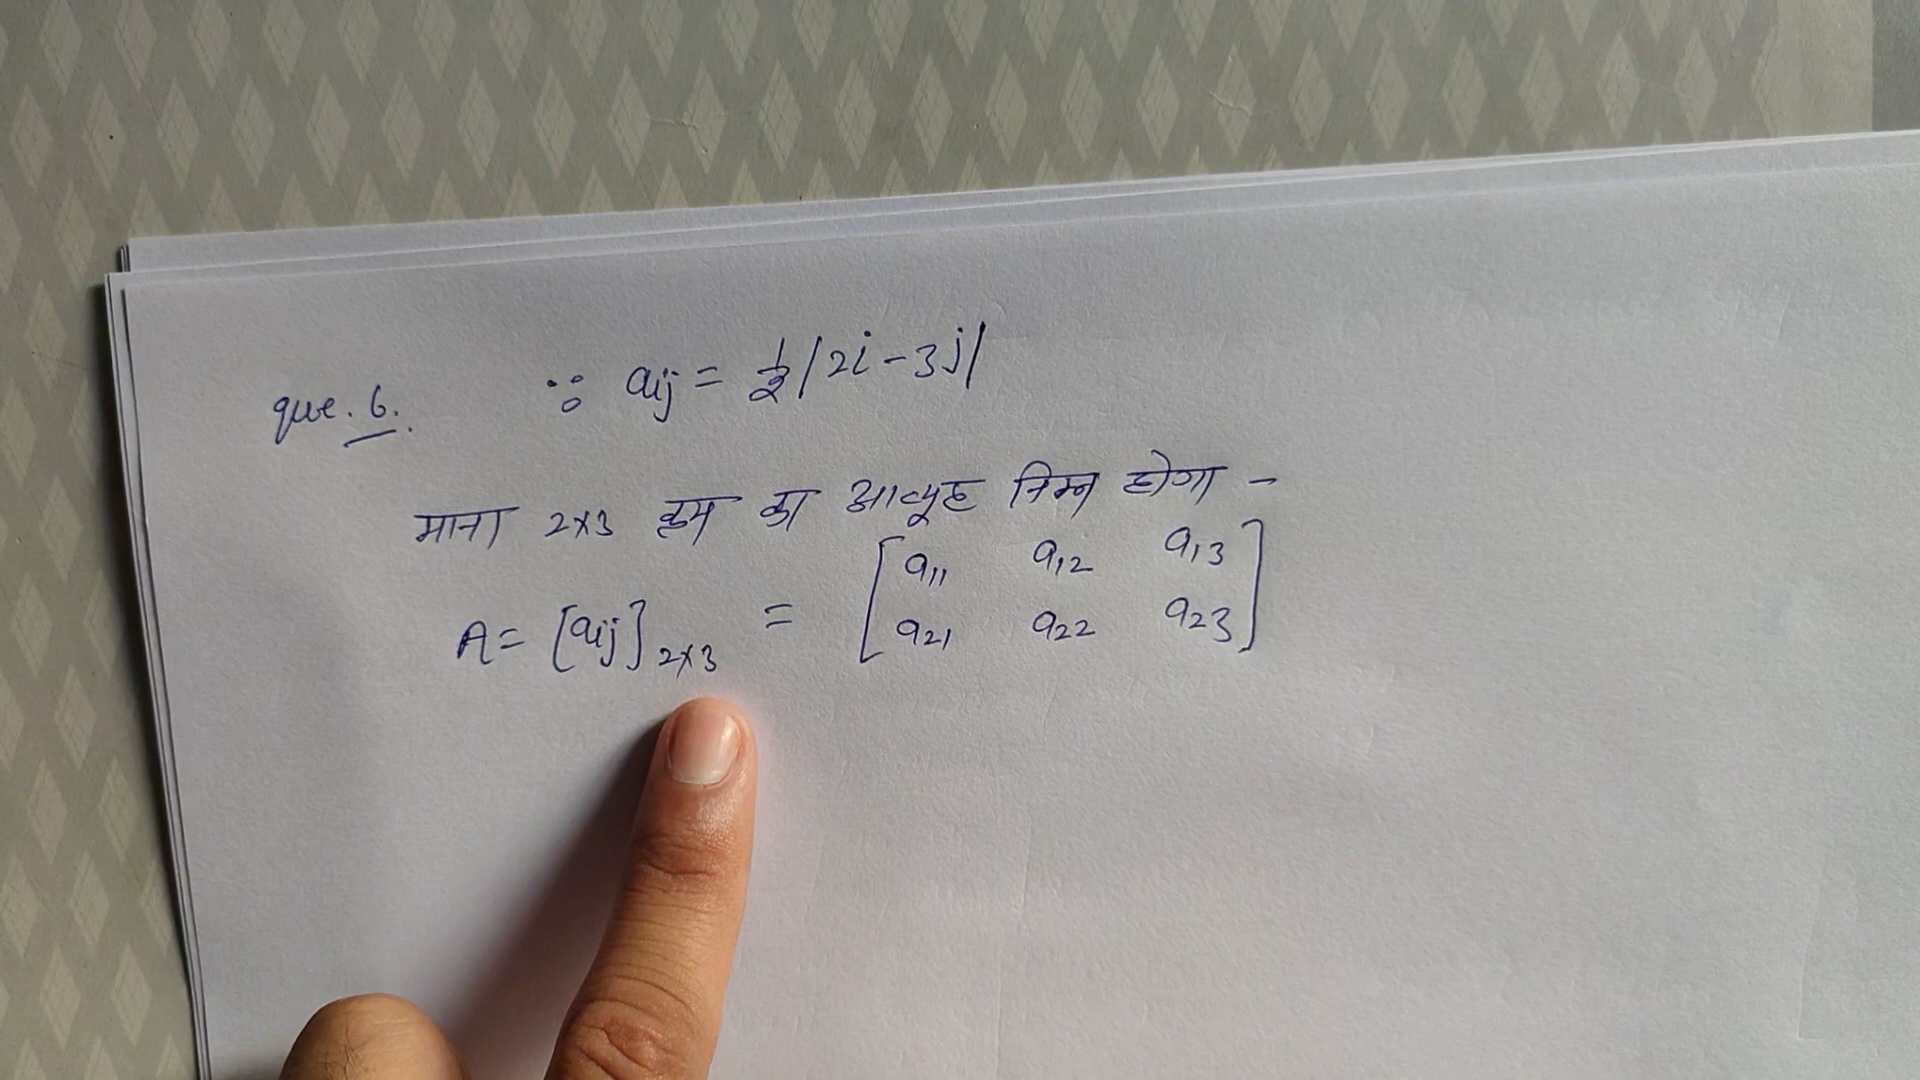 que. 6. ∵ aij = 1/2 |2i - 3j|
माना 2×3 क्रम का आव्यूह निम्न होगा -
A = [aij]2×3 = [a11 a12 a13
a21 a22 a23]